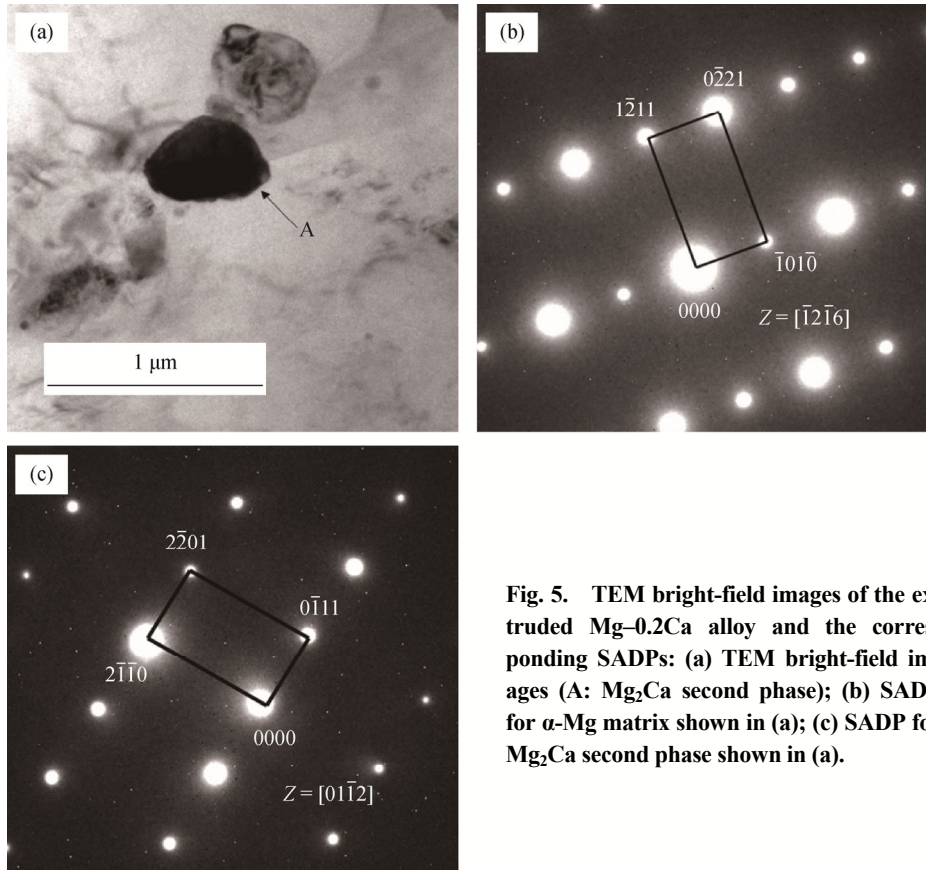 (a)
A
1 μm
(b)
02̄21
12̄11
1̄010̄
0000
Z = [1̄21̄6]
(c)
22̄01
01̄11
21̄1̄0
0000
Z = [011̄2]
Fig. 5. TEM bright-field images of the ex-
truded Mg–0.2Ca alloy and the corres-
ponding SADPs: (a) TEM bright-field im-
ages (A: Mg₂Ca second phase); (b) SAD
for α-Mg matrix shown in (a); (c) SADP fo
Mg₂Ca second phase shown in (a).